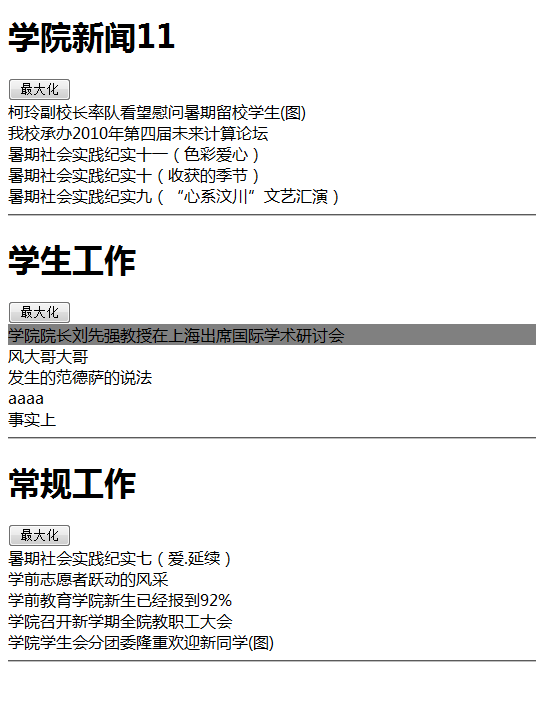 学院新闻11
最大化
柯玲副校长率队看望慰问暑期留校学生(图)
我校承办2010年第四届未来计算论坛
暑期社会实践纪实十一（色彩爱心）
暑期社会实践纪实十（收获的季节）
暑期社会实践纪实九（“心系汶川”文艺汇演）
学生工作
最大化
学院院长刘先强教授在上海出席国际学术研讨会
风大哥大哥
发生的范德萨的说法
aaaa
事实上
常规工作
最大化
暑期社会实践纪实七（爱.延续）
学前志愿者跃动的风采
学前教育学院新生已经报到92%
学院召开新学期全院教职工大会
学院学生会分团委隆重欢迎新同学(图)